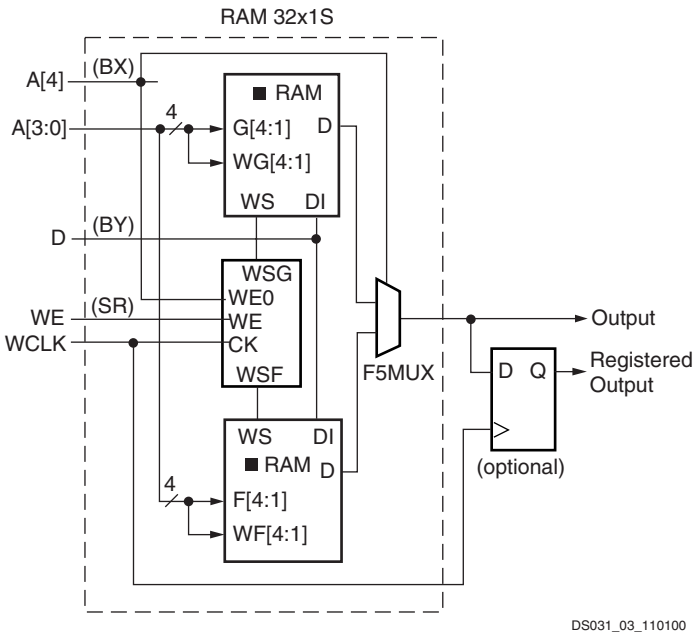 RAM 32x1S
A[4]
(BX)
RAM
4
D
A[3:0]
G[4:1]
WG[4:1]
WS
DI
D
(BY)
WSG
WE0
WE
(SR)
WE
WCLK
CK
WSF
F5MUX
Output
D
Q
Registered
Output
(optional)
WS
DI
RAM
D
4
F[4:1]
WF[4:1]
DS031_03_110100